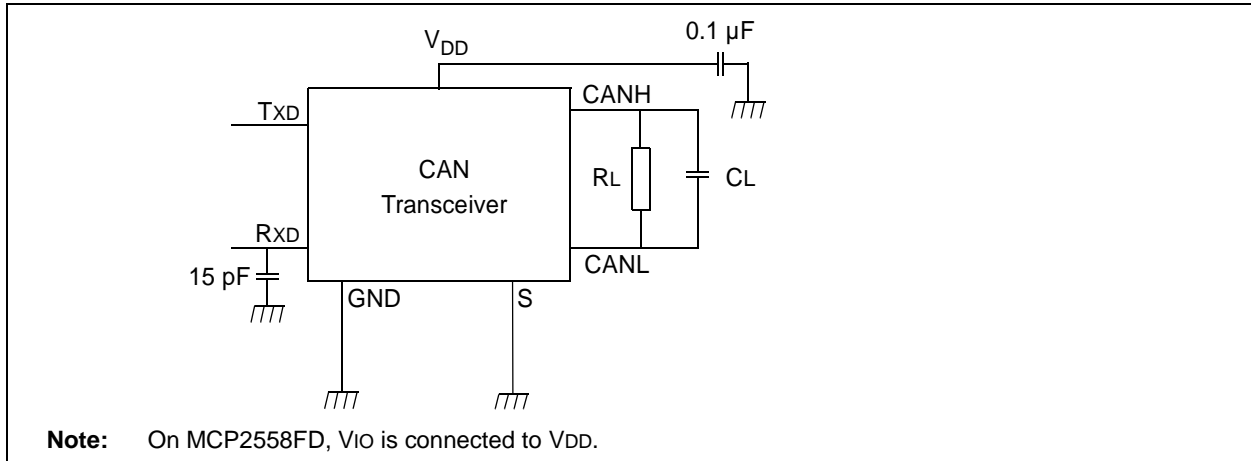 0.1 µF
VDD
CANH
TXD
CAN
Transceiver
RL
CL
RXD
CANL
15 pF
GND
S
Note: On MCP2558FD, VIO is connected to VDD.